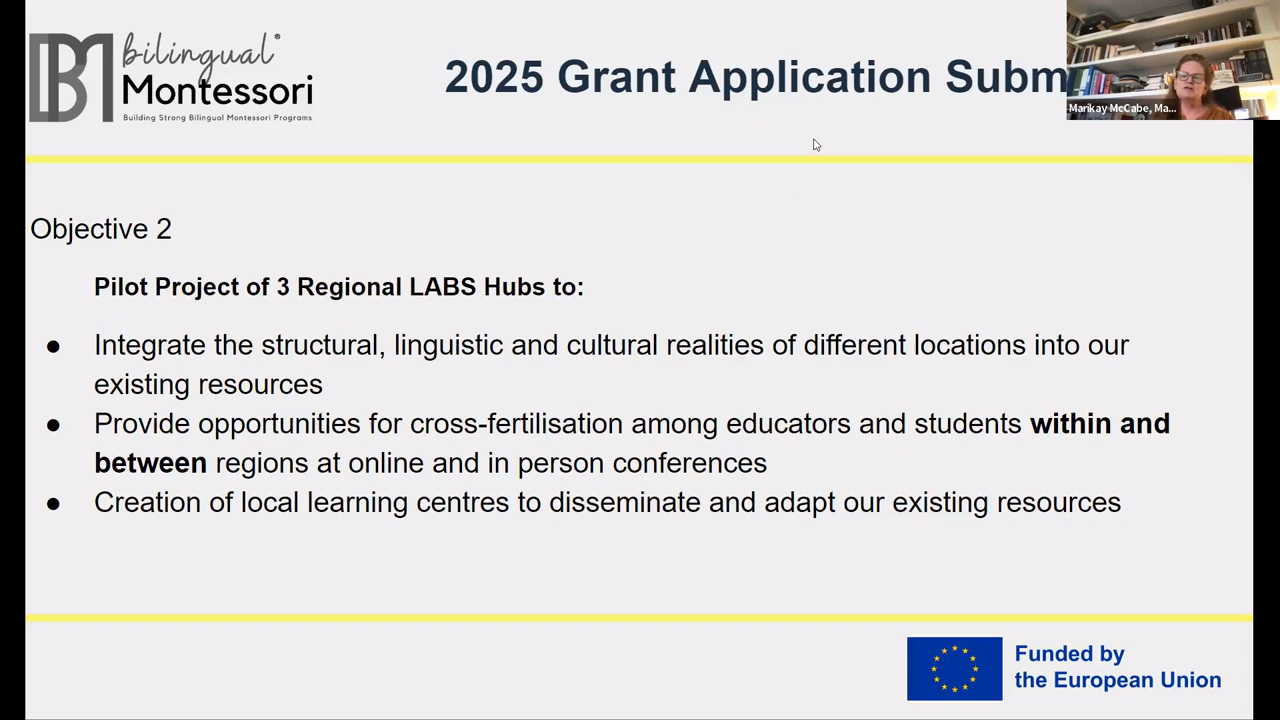 bilingual®
Montessori
Building Strong Bilingual Montessori Programs
2025 Grant Application Subm
Marikay McCabe, Ma...
Objective 2
Pilot Project of 3 Regional LABS Hubs to:
● Integrate the structural, linguistic and cultural realities of different locations into our
existing resources
● Provide opportunities for cross-fertilisation among educators and students within and
between regions at online and in person conferences
● Creation of local learning centres to disseminate and adapt our existing resources
Funded by
the European Union